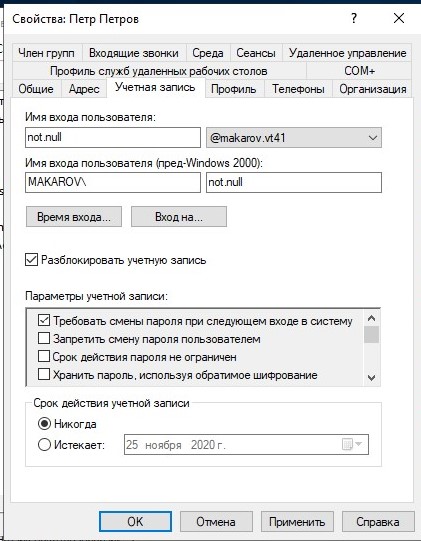 Свойства: Петр Петров
Член групп Входящие звонки Среда Сеансы Удаленное управление
Профиль служб удаленных рабочих столов COM+
Общие Адрес Учетная запись Профиль Телефоны Организация
Имя входа пользователя:
not.null @makarov.vt41
Имя входа пользователя (пред-Windows 2000):
MAKAROV\ not.null
Время входа... Вход на...
Разблокировать учетную запись
Параметры учетной записи:
Требовать смены пароля при следующем входе в систему
Запретить смену пароля пользователем
Срок действия пароля не ограничен
Хранить пароль, используя обратимое шифрование
Срок действия учетной записи
Никогда
Истекает: 25 ноября 2020 г.
OK Отмена Применить Справка